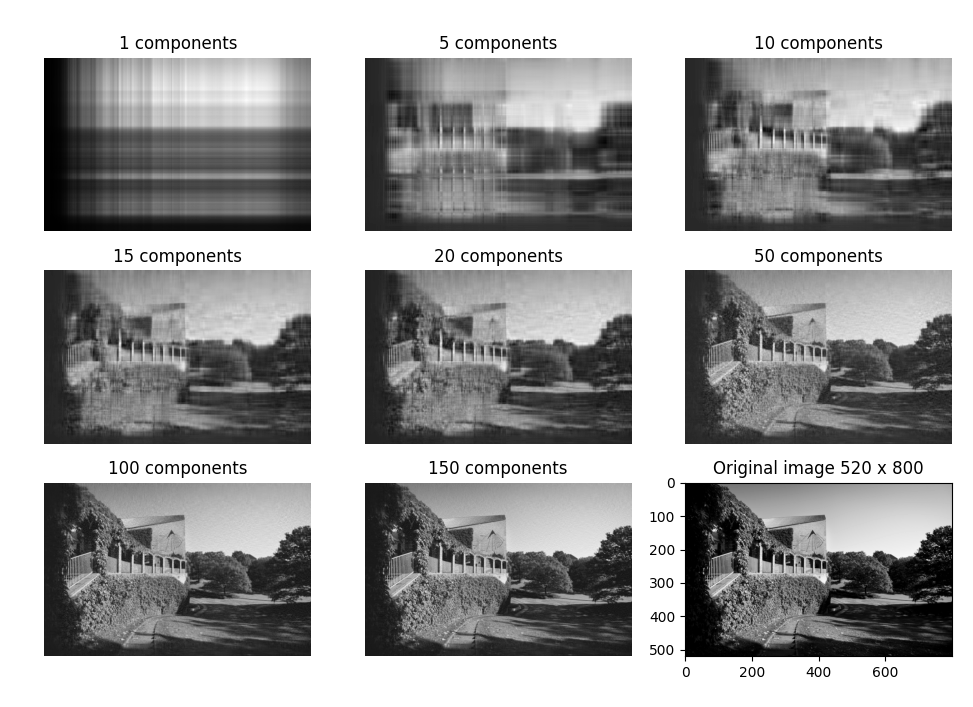 1 components
5 components
10 components
15 components
20 components
50 components
100 components
150 components
Original image 520 x 800
0
100
200
300
400
500
0
200
400
600